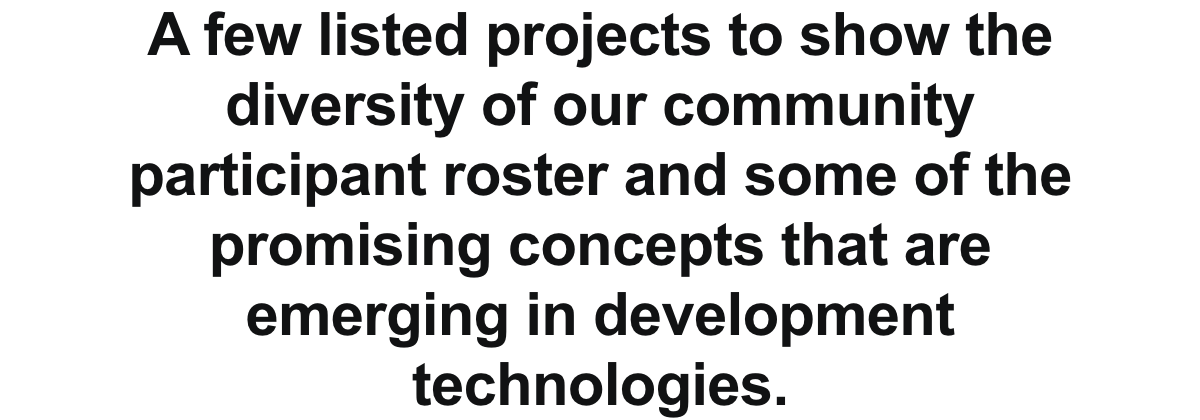 A few listed projects to show the
diversity of our community
participant roster and some of the
promising concepts that are
emerging in development
technologies.